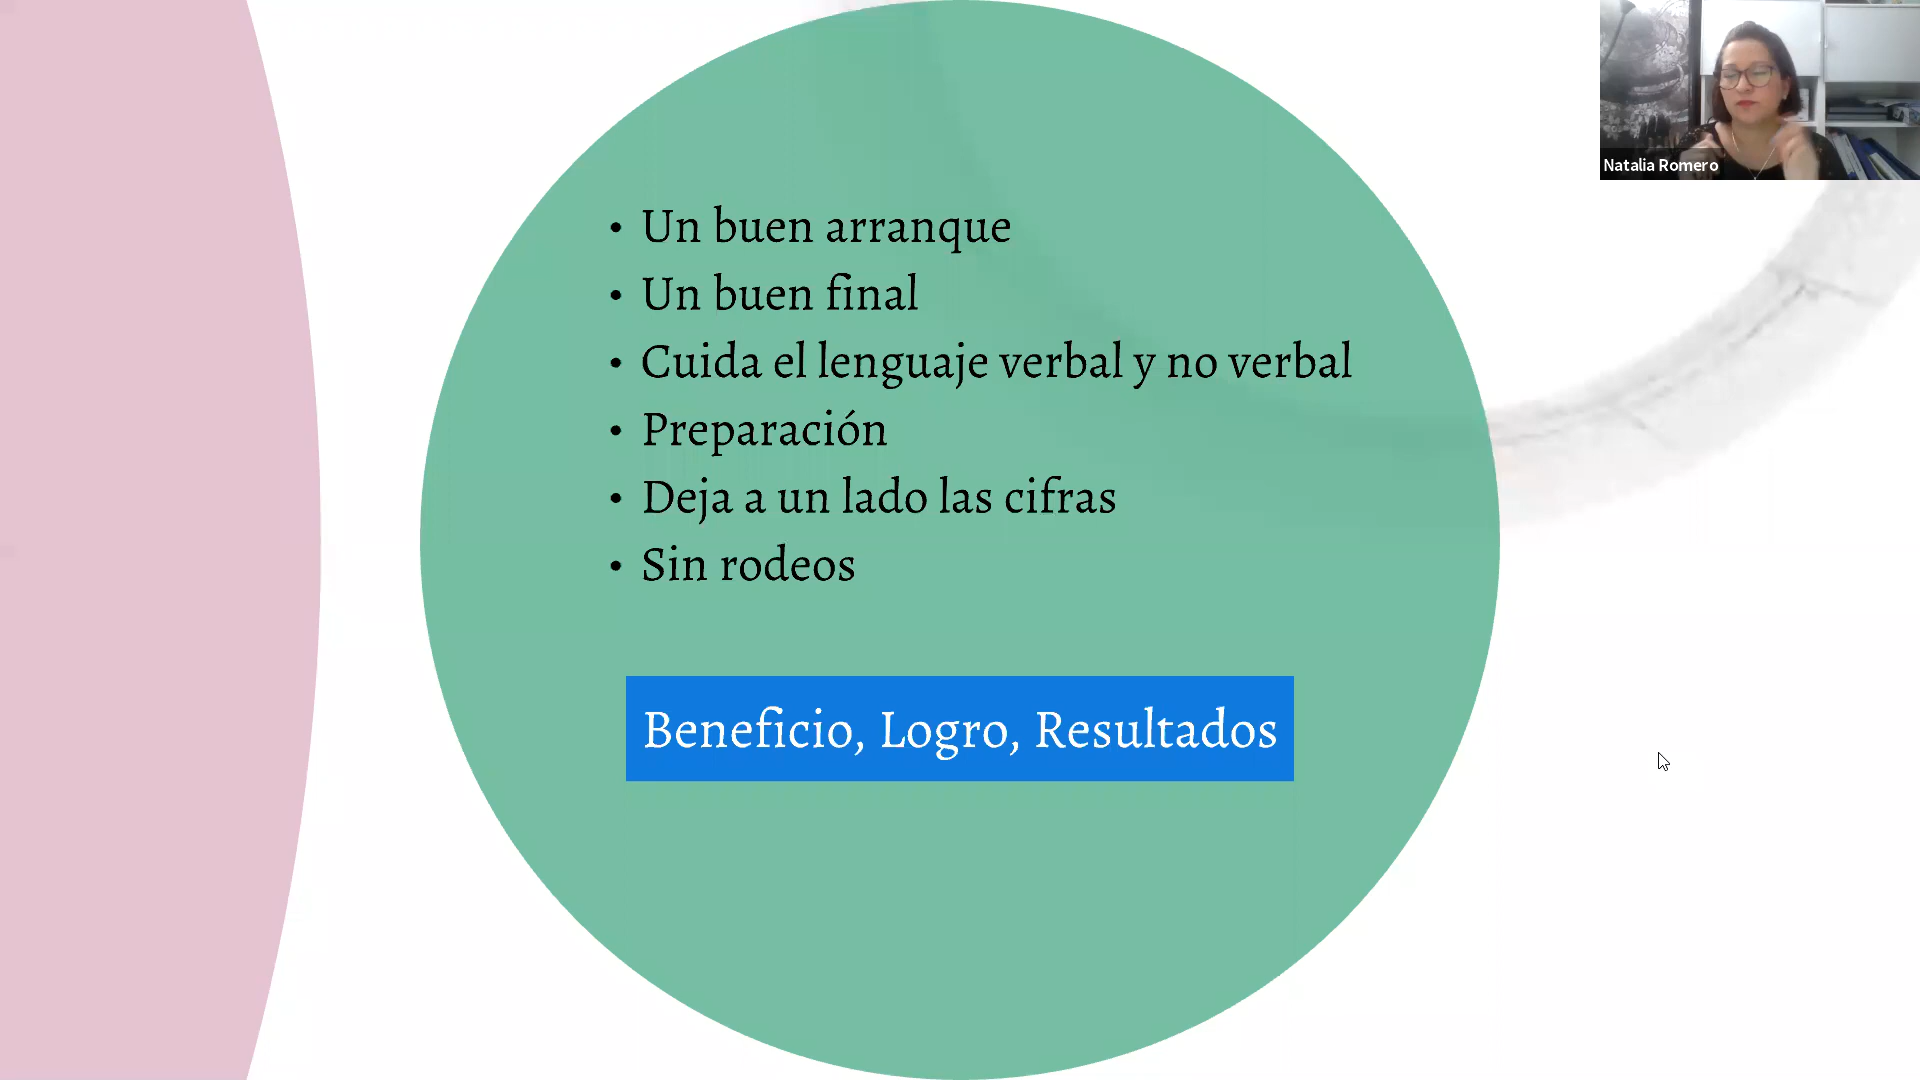 Natalia Romero
• Un buen arranque
• Un buen final
• Cuida el lenguaje verbal y no verbal
• Preparación
• Deja a un lado las cifras
• Sin rodeos
Beneficio, Logro, Resultados